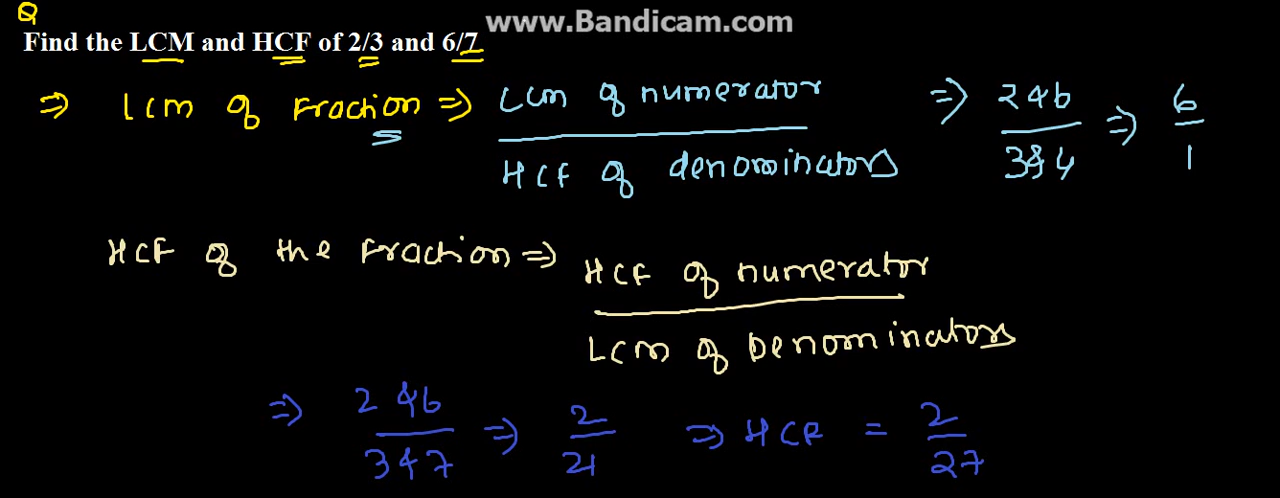 www.Bandicam.com
Q
Find the LCM and HCF of 2/3 and 6/7
⇒ LCM of Fraction ⇒ LCM of numerator / HCF of denominators ⇒ 2 & 6 / 3 & 4 ⇒ 6 / 1
HCF of the Fraction ⇒ HCF of numerator / LCM of Denominators
⇒ 2 & 6 / 3 & 7 ⇒ 2 / 21 ⇒ HCF = 2 / 27